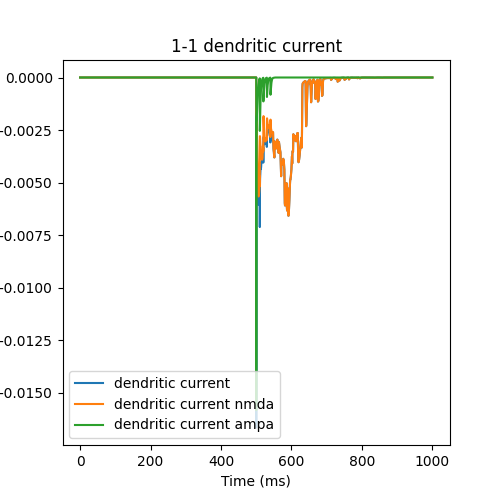 1-1 dendritic current
0.0000
-0.0025
-0.0050
-0.0075
-0.0100
-0.0125
-0.0150
dendritic current
dendritic current nmda
dendritic current ampa
0 200 400 600 800 1000
Time (ms)